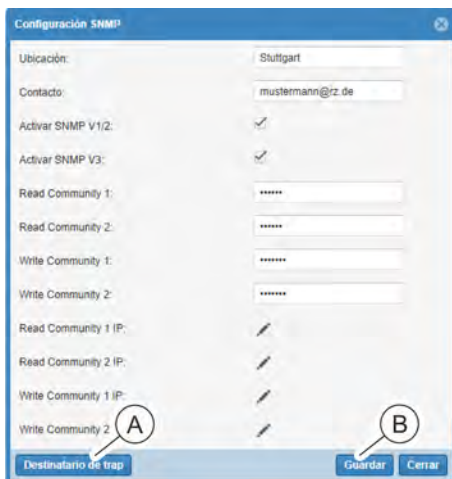 Configuración SNMP
Ubicación: Stuttgart
Contacto: mustermann@rz.de
Activar SNMP V1/2:
Activar SNMP V3:
Read Community 1: ••••••
Read Community 2: ••••••
Write Community 1: •••••••
Write Community 2: •••••••
Read Community 1 IP:
Read Community 2 IP:
Write Community 1 IP:
Write Community 2
A B
Destinatario de trap Guardar Cerrar